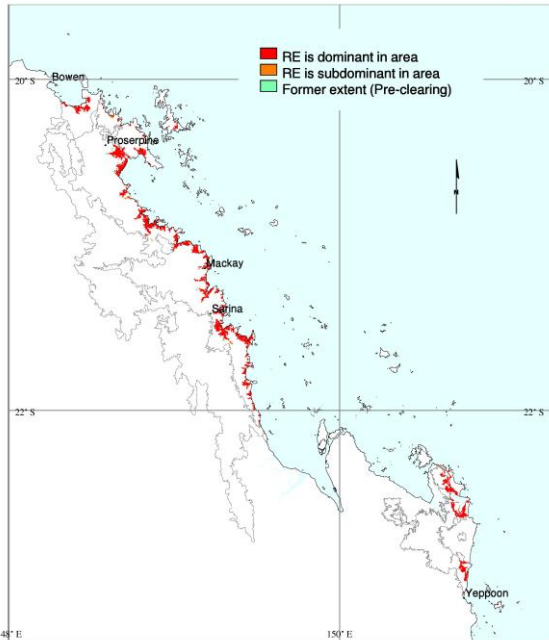 RE is dominant in area
RE is subdominant in area
Former extent (Pre-clearing)
20° S
20° S
Bowen
Proserpine
N
Mackay
Sarina
22° S
22° S
Yeppoon
48° E
150 °E